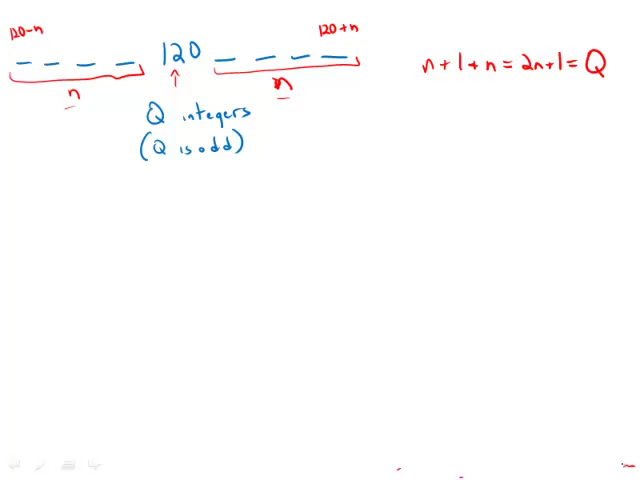 120-n 120+n
_ _ _ _ 120 _ _ _ _
n n
n + 1 + n = 2n+1 = Q
Q integers
(Q is odd)